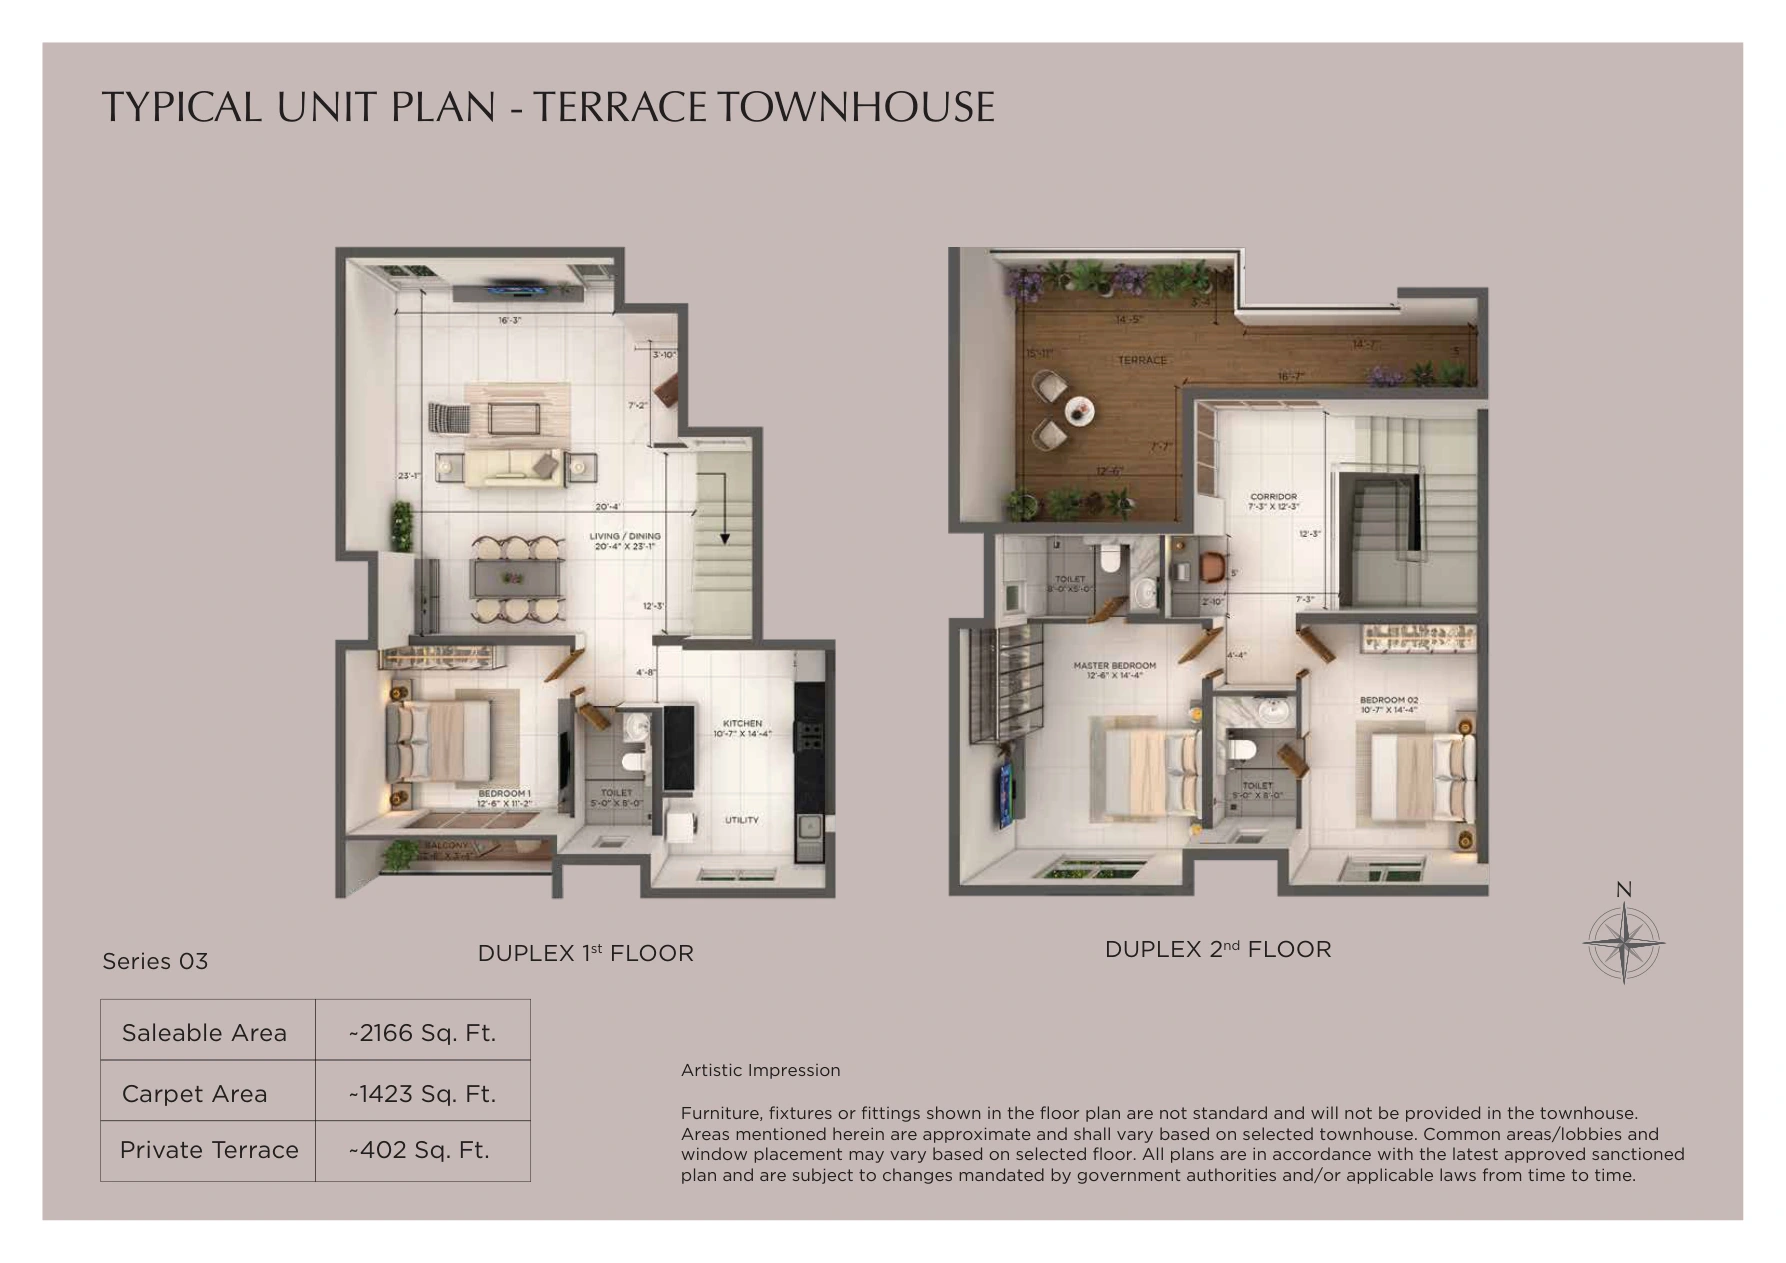 TYPICAL UNIT PLAN - TERRACE TOWNHOUSE
16'-3"
3'-10"
7'-2"
23'-1"
20'-4"
LIVING / DINING
20'-4" X 23'-1"
12'-3"
4'-8"
KITCHEN
10'-7" X 14'-4"
BEDROOM 1
12'-6" X 11'-2"
TOILET
5'-0" X 8'-0"
UTILITY
BALCONY
DUPLEX 1st FLOOR
3'-4"
14'-5"
15'-11"
TERRACE
14'-7"
5'
16'-7"
7'-7"
12'-6"
CORRIDOR
7'-3" X 12'-3"
12'-3"
TOILET
8'-0"X5'-0"
5'
2'-10"
7'-3"
4'-4"
MASTER BEDROOM
12'-6" X 14'-4"
BEDROOM 02
10'-7" X 14'-4"
TOILET
5'-0" X 8'-0"
DUPLEX 2nd FLOOR
N
Series 03
Saleable Area ~2166 Sq. Ft.
Carpet Area ~1423 Sq. Ft.
Private Terrace ~402 Sq. Ft.
Artistic Impression
Furniture, fixtures or fittings shown in the floor plan are not standard and will not be provided in the townhouse.
Areas mentioned herein are approximate and shall vary based on selected townhouse. Common areas/lobbies and
window placement may vary based on selected floor. All plans are in accordance with the latest approved sanctioned
plan and are subject to changes mandated by government authorities and/or applicable laws from time to time.